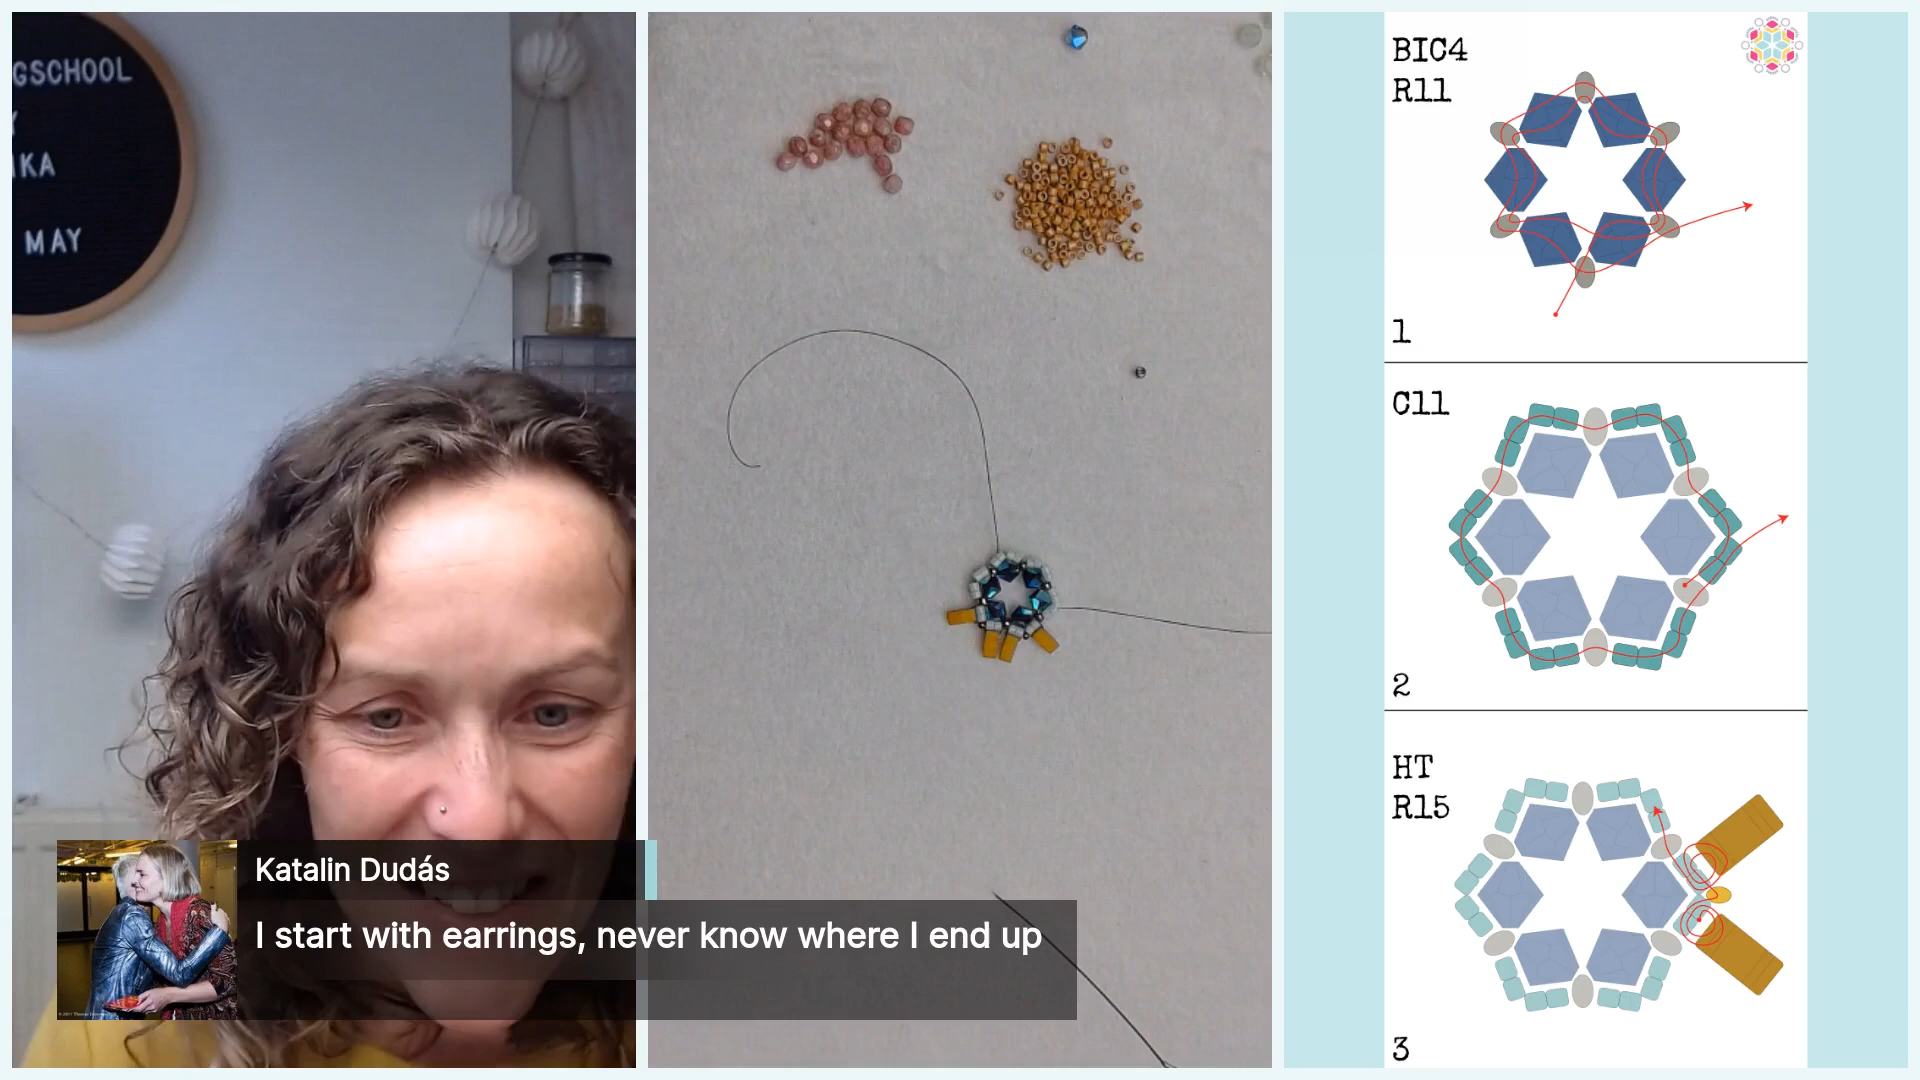 GSCHOOL
Y
IKA
MAY
BIC4
R11
1
C11
2
HT
R15
3
Katalin Dudás
I start with earrings, never know where I end up